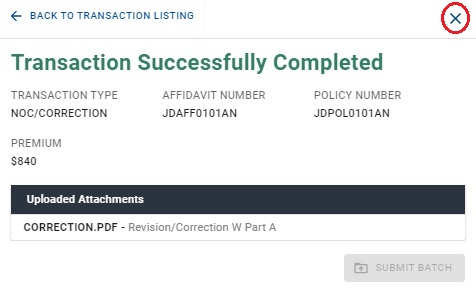 BACK TO TRANSACTION LISTING
Transaction Successfully Completed
TRANSACTION TYPE AFFIDAVIT NUMBER POLICY NUMBER
NOC/CORRECTION JDAFF0101AN JDPOL0101AN
PREMIUM
$840
Uploaded Attachments
CORRECTION.PDF - Revision/Correction W Part A
SUBMIT BATCH